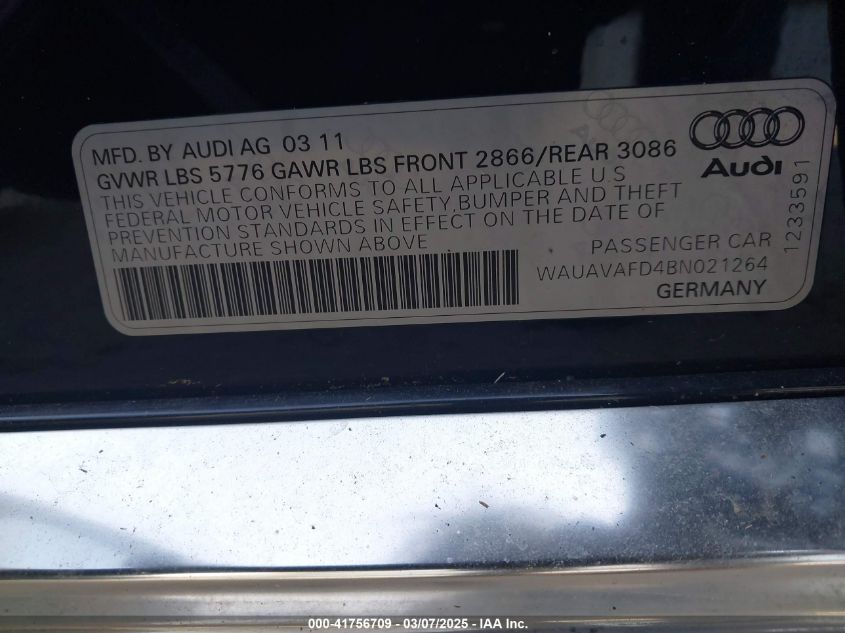 MFD. BY AUDI AG 03 11
GVWR LBS 5776 GAWR LBS FRONT 2866/REAR 3086
THIS VEHICLE CONFORMS TO ALL APPLICABLE U S
FEDERAL MOTOR VEHICLE SAFETY,BUMPER AND THEFT
PREVENTION STANDARDS IN EFFECT ON THE DATE OF
MANUFACTURE SHOWN ABOVE
Audi
PASSENGER CAR
WAUAVAFD4BN021264
GERMANY
1233591
000-41756709 - 03/07/2025 - IAA Inc.